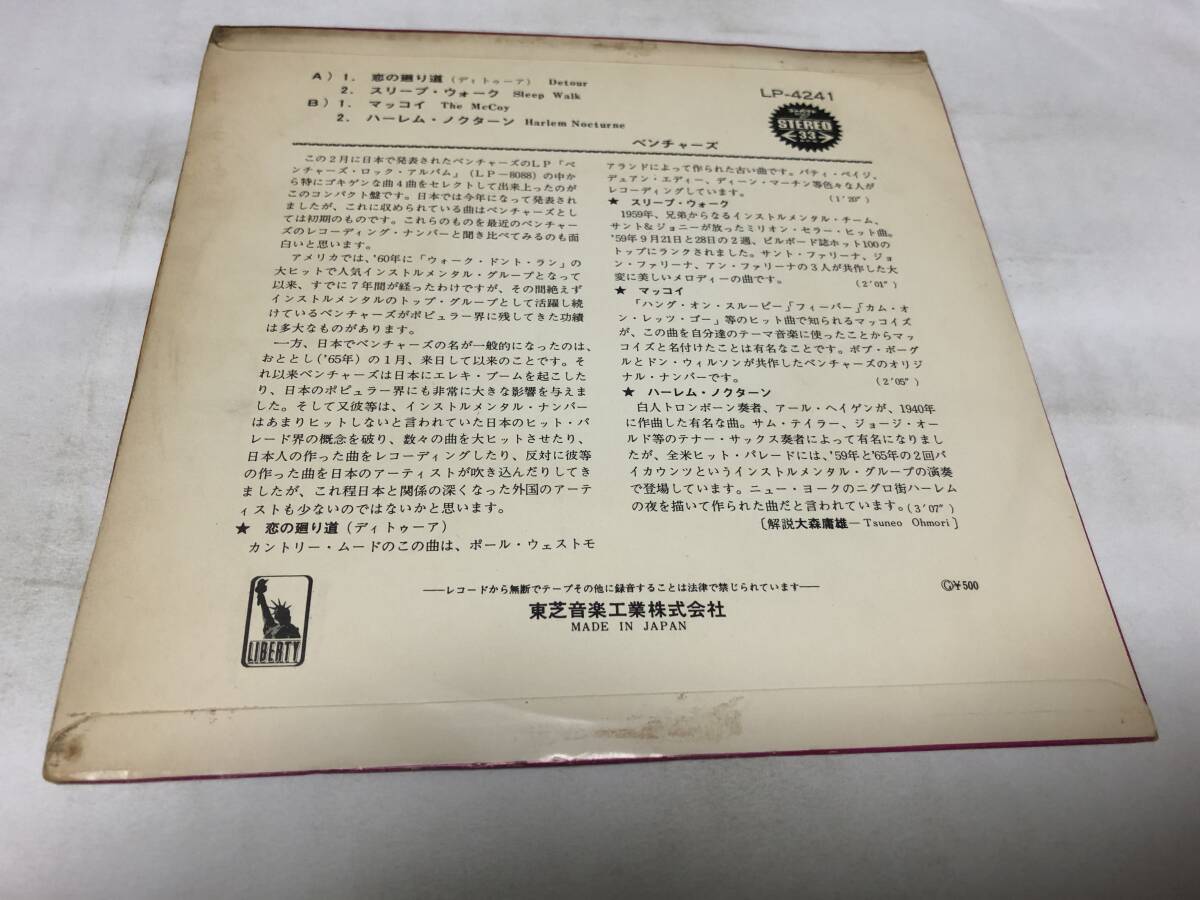 A) 1. 恋の廻り道(ディトゥーア) Detour
2. スリープ・ウォーク Sleep Walk
B) 1. マッコイ The McCoy
2. ハーレム・ノクターン Harlem Nocturne
LP-4241
STEREO
33
ベンチャーズ
この2月に日本で発表されたベンチャーズのLP「ベ
ンチャーズ・ロック・アルバム」(LP-8088)の中か
ら特にゴキゲンな曲4曲をセレクトして出来上ったのが
このコンパクト盤です。日本では今年になって発表され
ましたが、これに収められている曲はベンチャーズとし
ては初期のものです。これらのものを最近のベンチャー
ズのレコーディング・ナンバーと聞き比べてみるのも面
白いと思います。
アメリカでは、'60年に「ウォーク・ドント・ラン」の
大ヒットで人気インストルメンタル・グループとなって
以来、すでに7年間が経ったわけですが、その間絶えず
インストルメンタルのトップ・グループとして活躍し続
けているベンチャーズがポピュラー界に残してきた功績
は多大なものがあります。
一方、日本でベンチャーズの名が一般的になったのは、
おととし('65年)の1月、来日して以来のことです。そ
れ以来ベンチャーズは日本にエレキ・ブームを起こした
り、日本のポピュラー界にも非常に大きな影響を与えま
した。そして又彼等は、インストルメンタル・ナンバー
はあまりヒットしないと言われていた日本のヒット・パ
レード界の概念を破り、数々の曲を大ヒットさせたり、
日本人の作った曲をレコーディングしたり、反対に彼等
の作った曲を日本のアーティストが吹き込んだりしてき
ましたが、これ程日本と関係の深くなった外国のアーテ
ィストも少ないのではないかと思います。
★ 恋の廻り道(ディトゥーア)
カントリー・ムードのこの曲は、ポール・ウェストモ
アランドによって作られた古い曲です。パティ・ペイジ、
デュアン・エディー、ディーン・マーチン等色々な人が
レコーディングしています。 (1'20")
★ スリープ・ウォーク
1959年、兄弟からなるインストルメンタル・チーム、
サント&ジョニーが放ったミリオン・セラー・ヒット曲。
'59年9月21日と28日の2週、ビルボード誌ホット100の
トップにランクされました。サント・ファリーナ、ジョ
ン・ファリーナ、アン・ファリーナの3人が共作した大
変に美しいメロディーの曲です。 (2'01")
★ マッコイ
「ハング・オン・スルーピー」「フィーバー」「カム・オ
ン・レッツ・ゴー」等のヒット曲で知られるマッコイズ
が、この曲を自分達のテーマ音楽に使ったことからマッ
コイズと名付けたことは有名なことです。ボブ・ボーグ
ルとドン・ウィルソンが共作したベンチャーズのオリジ
ナル・ナンバーです。 (2'05")
★ ハーレム・ノクターン
白人トロンボーン奏者、アール・ヘイゲンが、1940年
に作曲した有名な曲。サム・テイラー、ジョージ・オー
ルド等のテナー・サックス奏者によって有名になりまし
たが、全米ヒット・パレードには、'59年と'65年の2回バ
イカウンツというインストルメンタル・グループの演奏
で登場しています。ニュー・ヨークのニグロ街ハーレム
の夜を描いて作られた曲だと言われています。(3'07")
〔解説大森庸雄—Tsuneo Ohmori〕
LIBERTY
——レコードから無断でテープその他に録音することは法律で禁じられています——
東芝音楽工業株式会社
MADE IN JAPAN
Ⓖ¥500